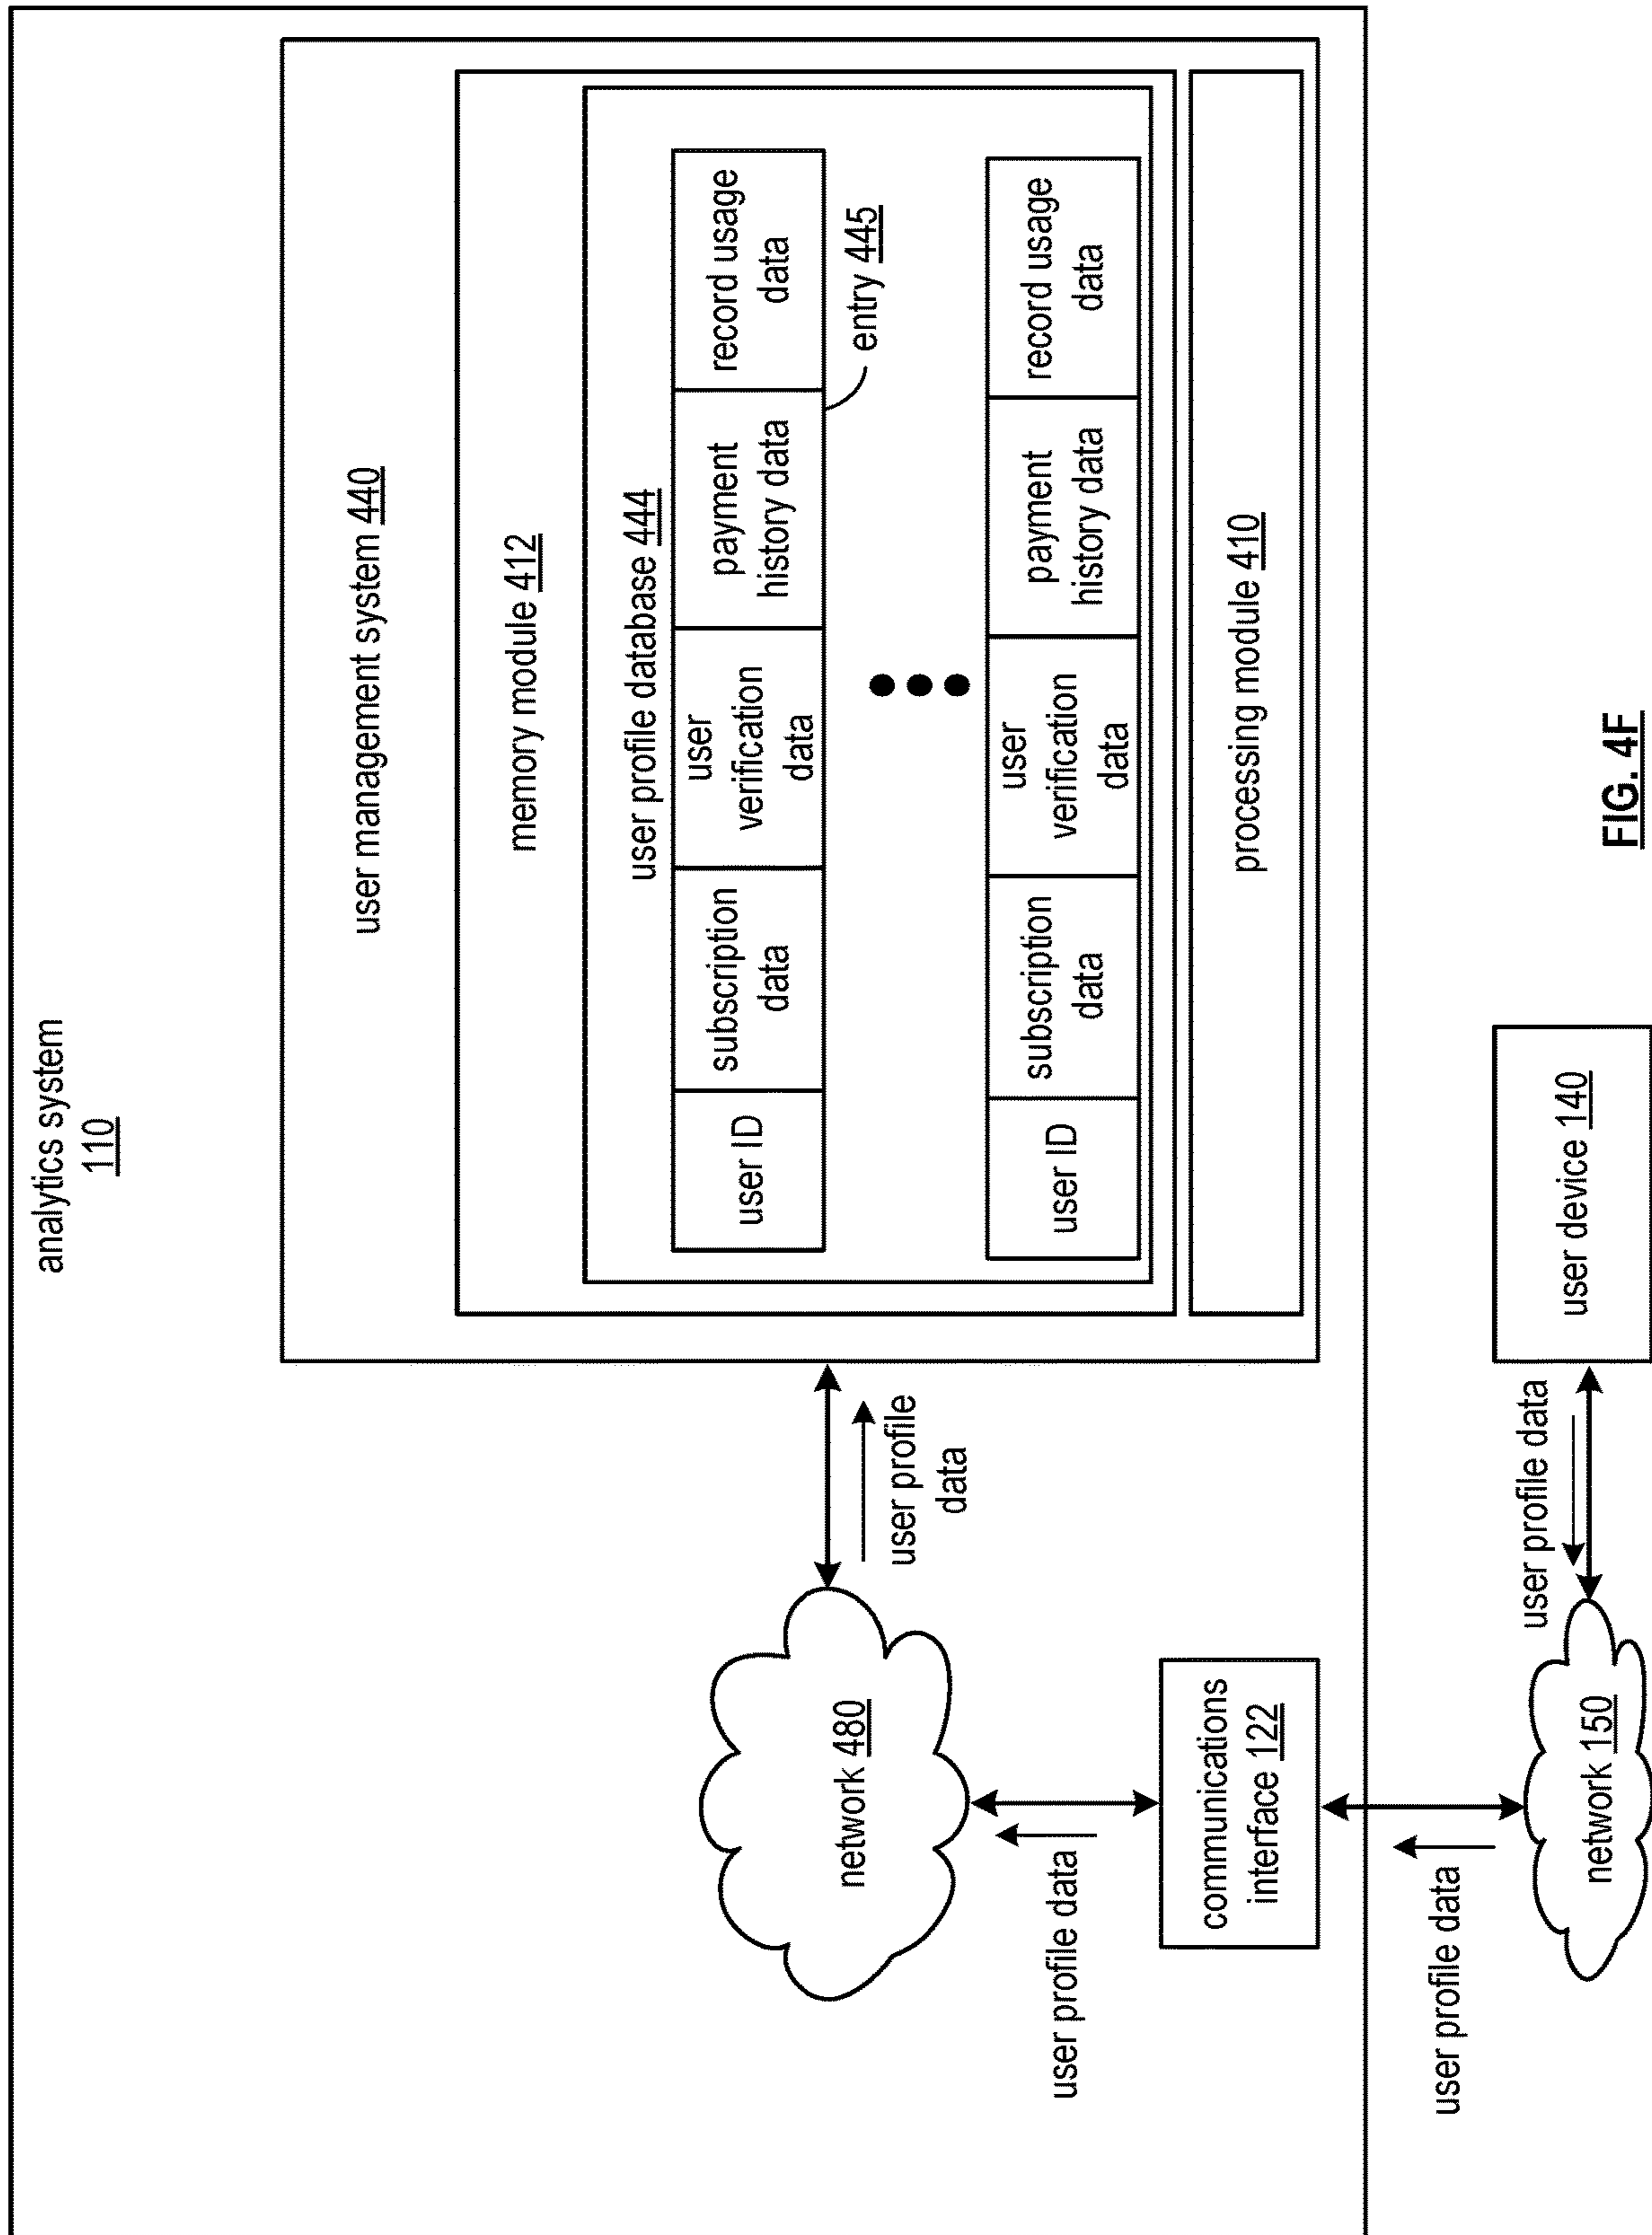 analytics system
110
user management system 440
memory module 412
user profile database 444
user ID
subscription
data
user
verification
data
payment
history data
record usage
data
entry 445
user ID
subscription
data
user
verification
data
payment
history data
record usage
data
processing module 410
network 480
user profile
data
user profile data
communications
interface 122
user profile data
network 150
user profile data
user device 140
FIG. 4F